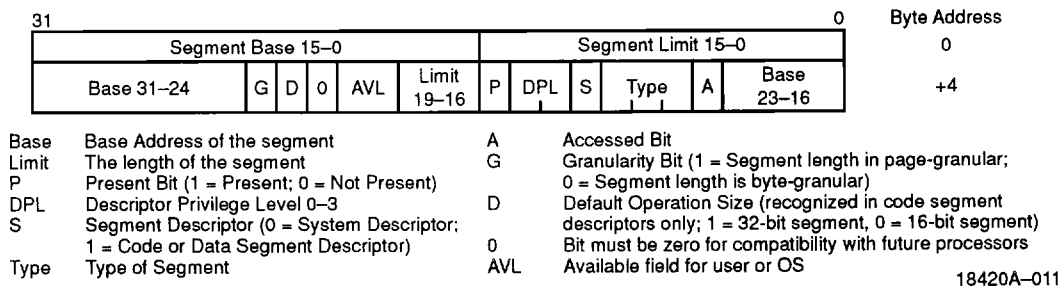 31 0 Byte Address
Segment Base 15–0 Segment Limit 15–0 0
Base 31–24 G D 0 AVL Limit 19–16 P DPL S Type A Base 23–16 +4
Base Base Address of the segment
Limit The length of the segment
P Present Bit (1 = Present; 0 = Not Present)
DPL Descriptor Privilege Level 0–3
S Segment Descriptor (0 = System Descriptor;
1 = Code or Data Segment Descriptor)
Type Type of Segment
A Accessed Bit
G Granularity Bit (1 = Segment length in page-granular;
0 = Segment length is byte-granular)
D Default Operation Size (recognized in code segment
descriptors only; 1 = 32-bit segment, 0 = 16-bit segment)
0 Bit must be zero for compatibility with future processors
AVL Available field for user or OS
18420A–011